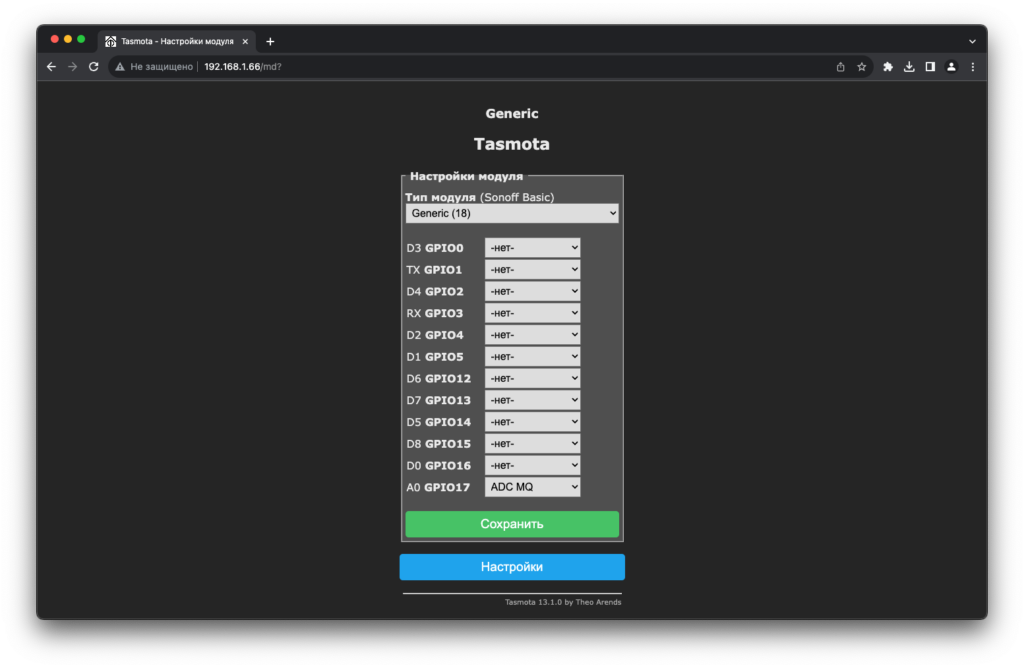 Tasmota - Настройки модуля
Не защищено 192.168.1.66/md?
Generic
Tasmota
Настройки модуля
Тип модуля (Sonoff Basic)
Generic (18)
D3 GPIO0 -нет-
TX GPIO1 -нет-
D4 GPIO2 -нет-
RX GPIO3 -нет-
D2 GPIO4 -нет-
D1 GPIO5 -нет-
D6 GPIO12 -нет-
D7 GPIO13 -нет-
D5 GPIO14 -нет-
D8 GPIO15 -нет-
D0 GPIO16 -нет-
A0 GPIO17 ADC MQ
Сохранить
Настройки
Tasmota 13.1.0 by Theo Arends